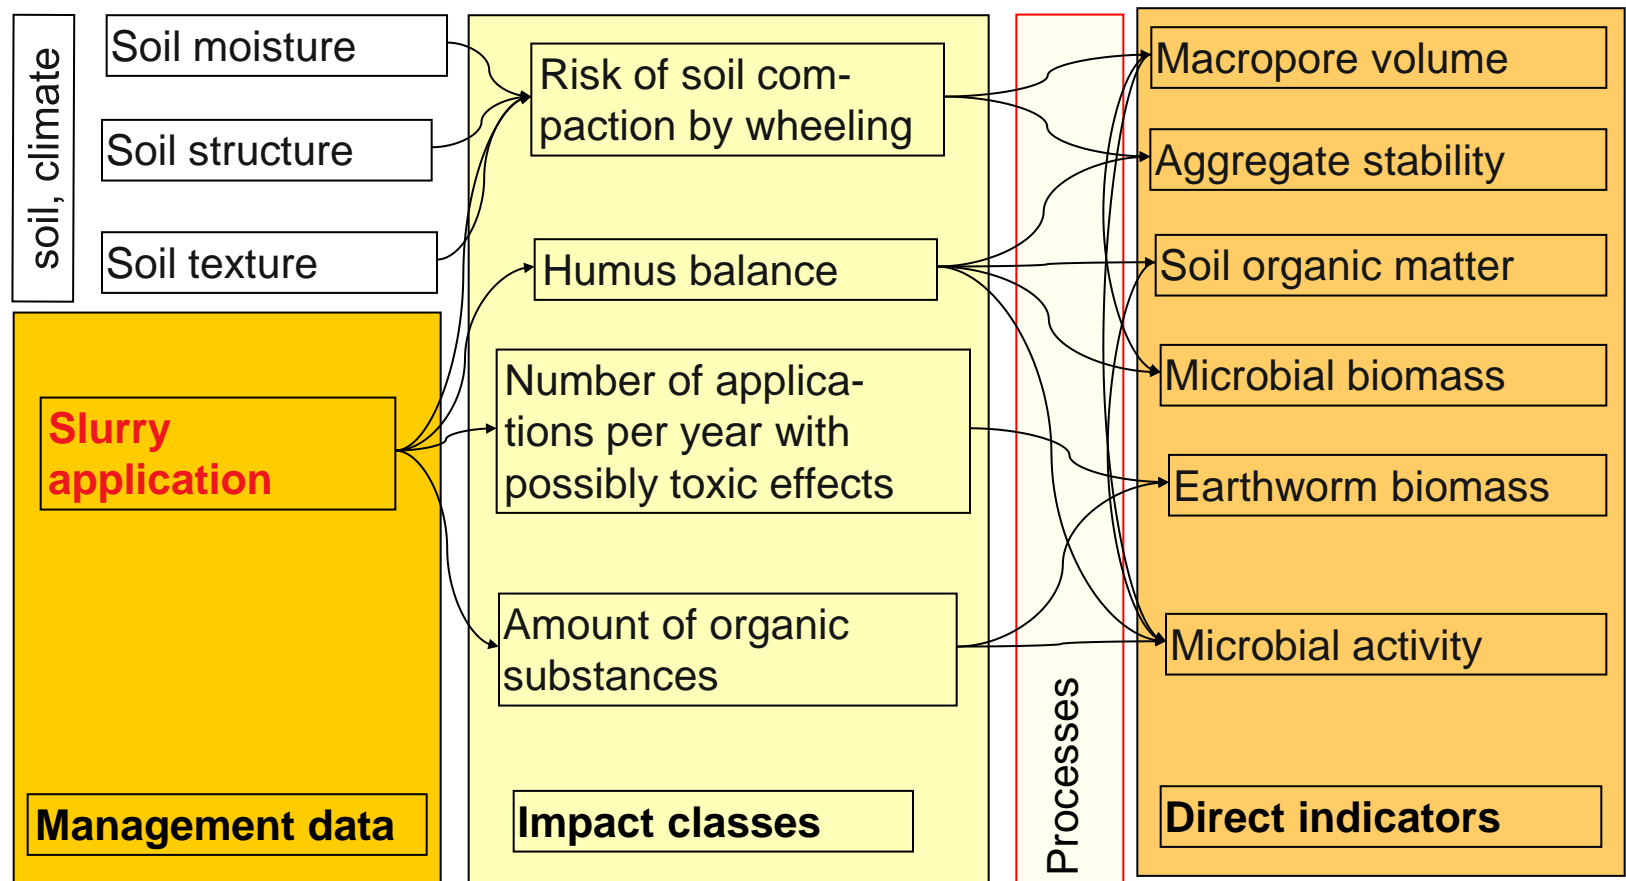 soil, climate
Soil moisture
Soil structure
Soil texture
Slurry
application
Management data
Risk of soil com-
paction by wheeling
Humus balance
Number of applica-
tions per year with
possibly toxic effects
Amount of organic
substances
Impact classes
Processes
Macropore volume
Aggregate stability
Soil organic matter
Microbial biomass
Earthworm biomass
Microbial activity
Direct indicators